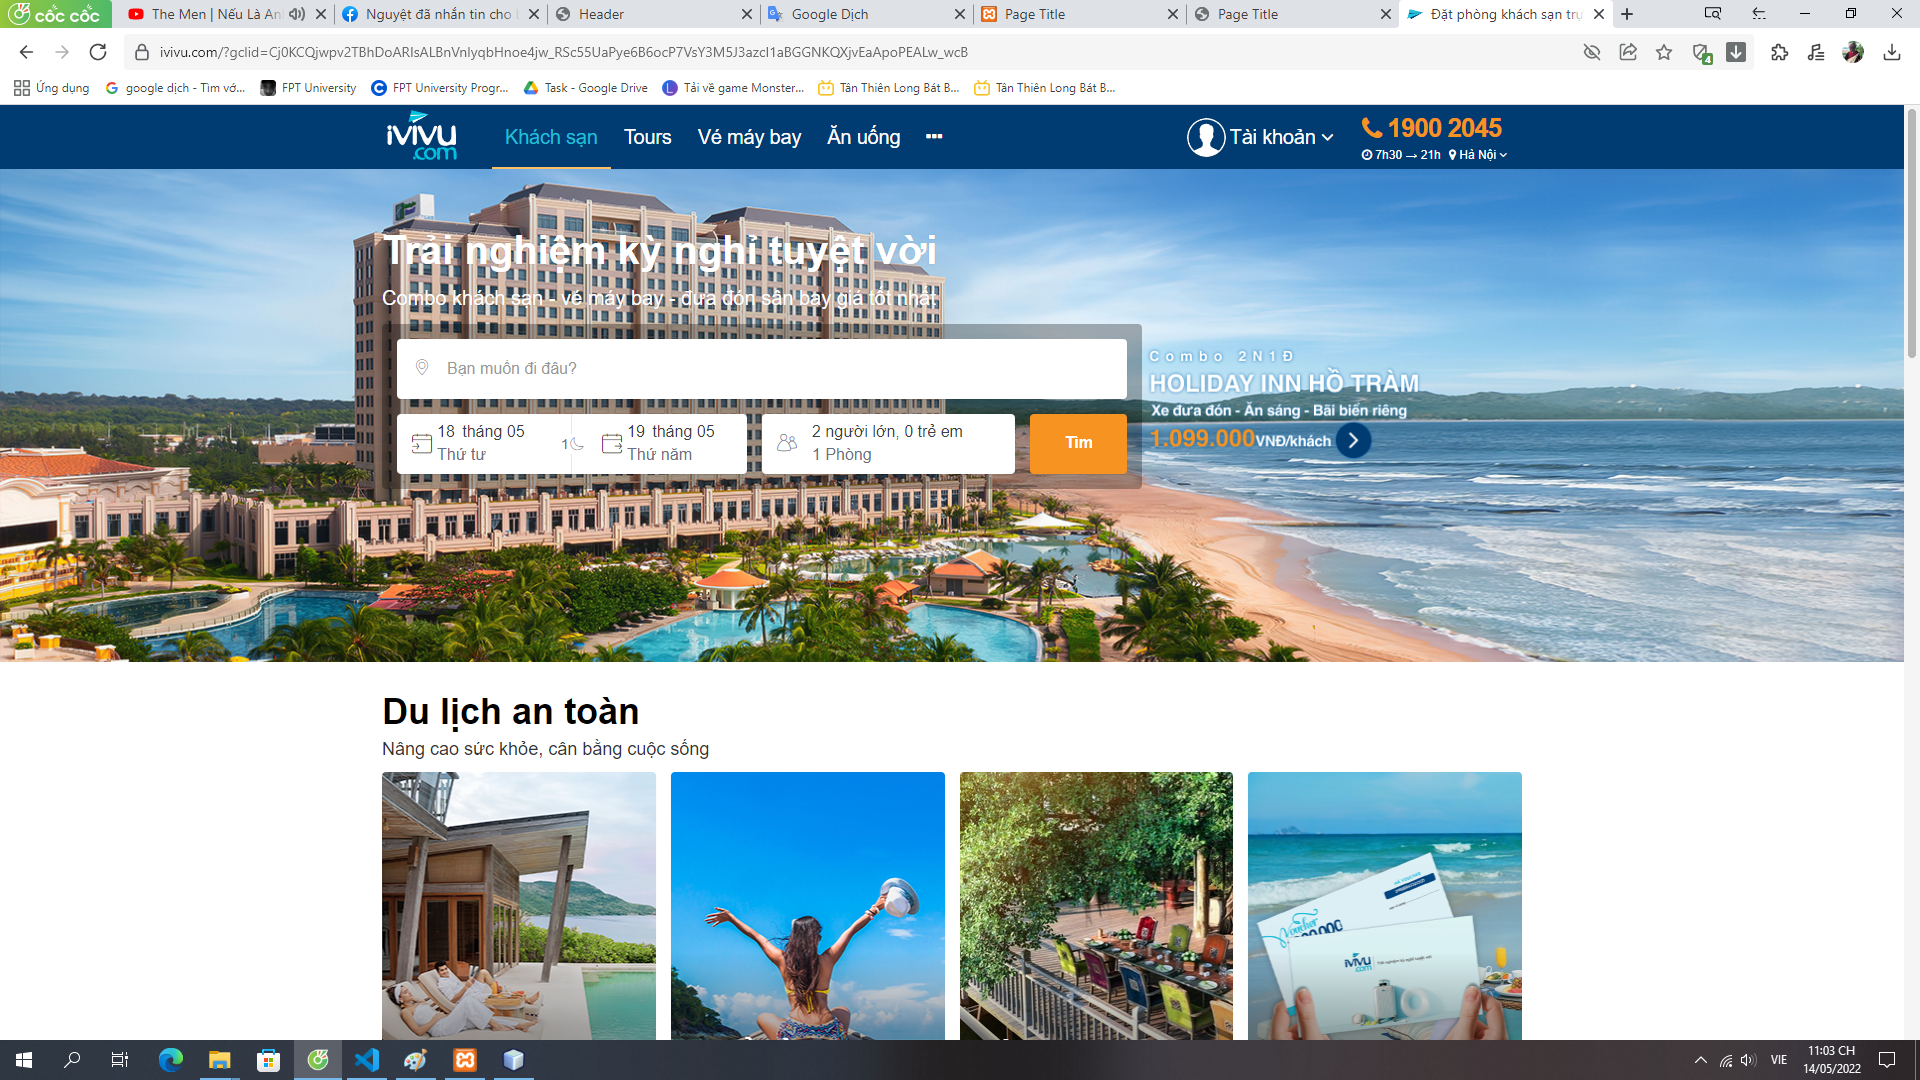 cốc cốc
The Men | Nếu Là An
Nguyệt đã nhắn tin cho
Header
Google Dịch
Page Title
Page Title
Đặt phòng khách sạn trự
ivivu.com/?gclid=Cj0KCQjwpv2TBhDoARIsALBnVnlyqbHnoe4jw_RSc55UaPye6B6ocP7VsY3M5J3azcI1aBGGNKQXjvEaApoPEALw_wcB
4
Ứng dụng
google dịch - Tìm vớ...
FPT University
FPT University Progr...
Task - Google Drive
Tải về game Monster...
Tân Thiên Long Bát B...
Tân Thiên Long Bát B...
iVIVU
.com
Khách sạn
Tours
Vé máy bay
Ăn uống
Tài khoản
1900 2045
7h30 → 21h
Hà Nội
Trải nghiệm kỳ nghỉ tuyệt vời
Combo khách sạn - vé máy bay - đưa đón sân bay giá tốt nhất
Bạn muốn đi đâu?
18 tháng 05
Thứ tư
1
19 tháng 05
Thứ năm
2 người lớn, 0 trẻ em
1 Phòng
Tìm
Combo 2N1Đ
HOLIDAY INN HỒ TRÀM
Xe đưa đón - Ăn sáng - Bãi biển riêng
1.099.000VNĐ/khách
Du lịch an toàn
Nâng cao sức khỏe, cân bằng cuộc sống
Voucher
iVIVU
.com
VIE
11:03 CH
14/05/2022